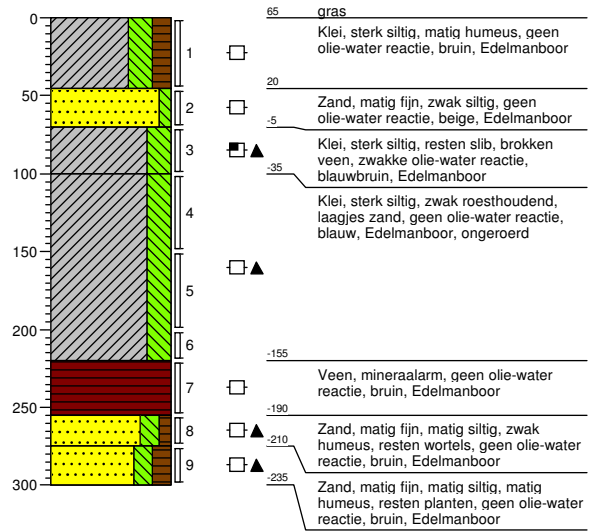 0
50
100
150
200
250
300
1
2
3
4
5
6
7
8
9
65 gras
Klei, sterk siltig, matig humeus, geen
olie-water reactie, bruin, Edelmanboor
20
Zand, matig fijn, zwak siltig, geen
olie-water reactie, beige, Edelmanboor
-5
Klei, sterk siltig, resten slib, brokken
veen, zwakke olie-water reactie,
blauwbruin, Edelmanboor
-35
Klei, sterk siltig, zwak roesthoudend,
laagjes zand, geen olie-water reactie,
blauw, Edelmanboor, ongeroerd
-155
Veen, mineraalarm, geen olie-water
reactie, bruin, Edelmanboor
-190
Zand, matig fijn, matig siltig, zwak
humeus, resten wortels, geen olie-water
reactie, bruin, Edelmanboor
-210
Zand, matig fijn, matig siltig, matig
humeus, resten planten, geen olie-water
reactie, bruin, Edelmanboor
-235